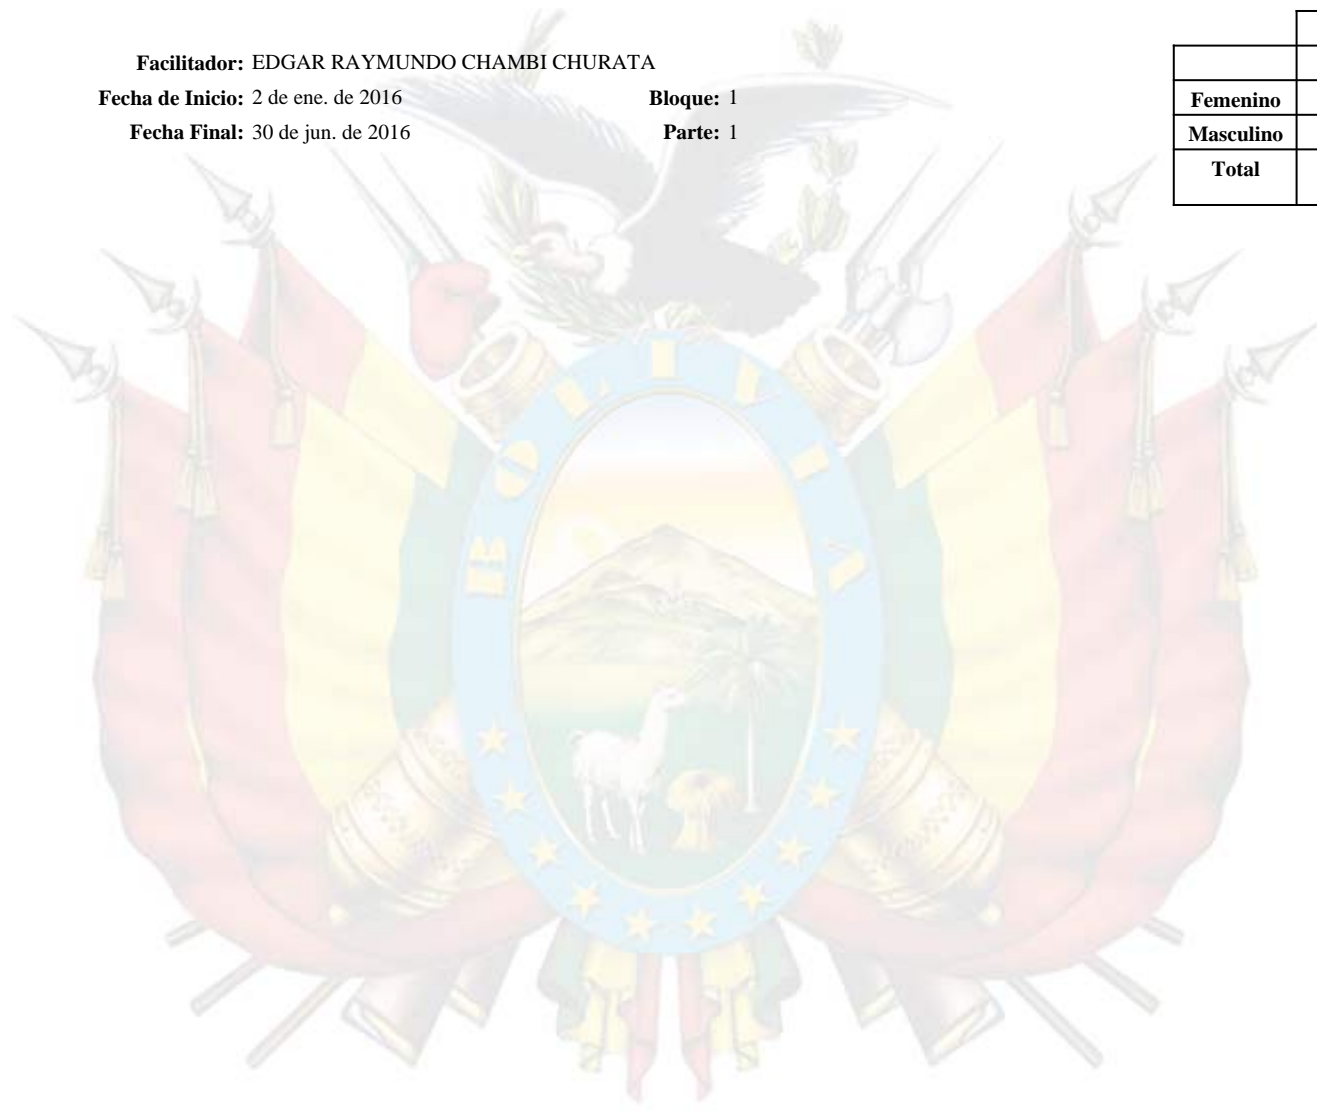 Facilitador: EDGAR RAYMUNDO CHAMBI CHURATA
Fecha de Inicio: 2 de ene. de 2016 Bloque: 1
Fecha Final: 30 de jun. de 2016 Parte: 1
Femenino
Masculino
Total
BOLIVIA